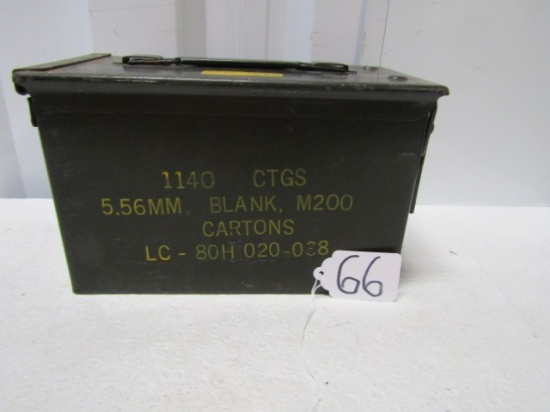 1140 CTGS
5.56MM, BLANK, M200
CARTONS
LC - 80H 020-038
66